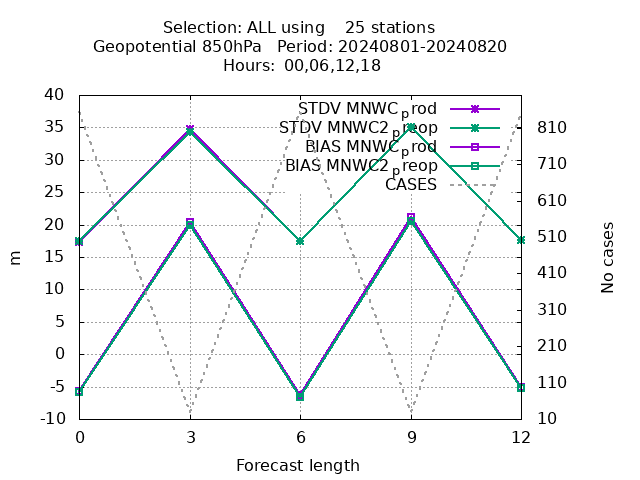 Selection: ALL using    25 stations
Geopotential 850hPa   Period: 20240801-20240820
Hours: 00,06,12,18
STDV MNWC_prod
STDV MNWC2_preop
BIAS MNWC_prod
BIAS MNWC2_preop
CASES
40
35
30
25
20
15
10
5
0
-5
-10
m
810
710
610
510
410
310
210
110
10
No cases
0 3 6 9 12
Forecast length